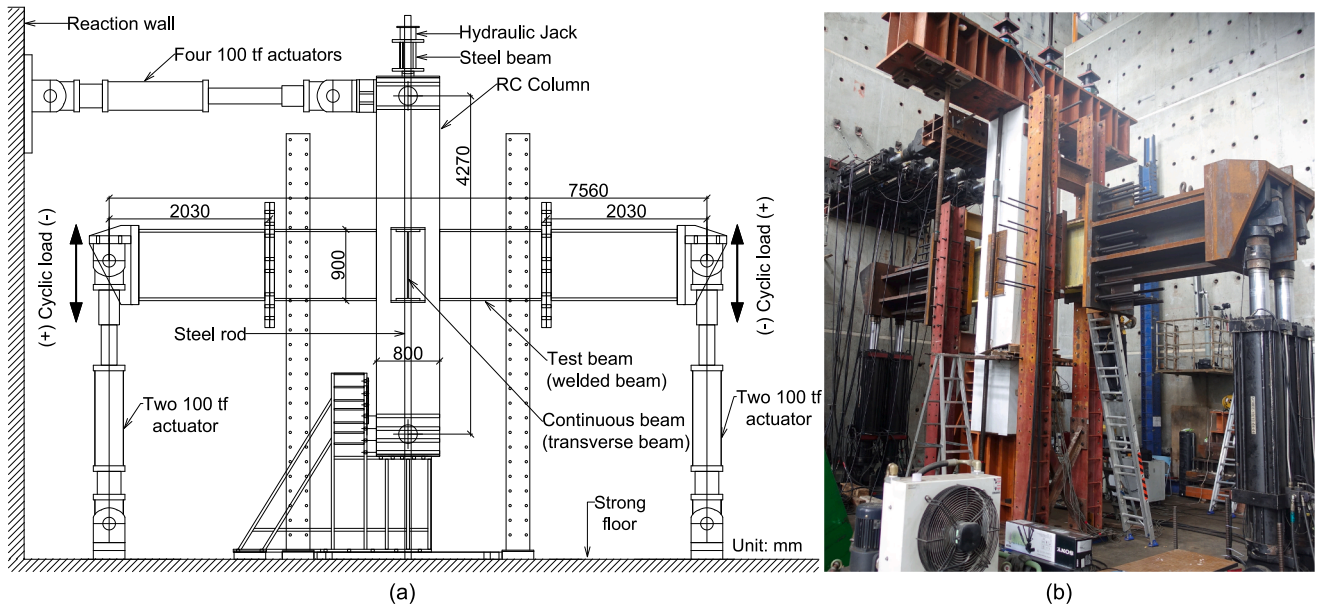 Reaction wall
Four 100 tf actuators
Hydraulic Jack
Steel beam
RC Column
4270
7560
2030
2030
900
(+) Cyclic load (-)
(-) Cyclic load (+)
Steel rod
800
Test beam
(welded beam)
Continuous beam
(transverse beam)
Two 100 tf
actuator
Two 100 tf
actuator
Strong
floor
Unit: mm
(a)
(b)